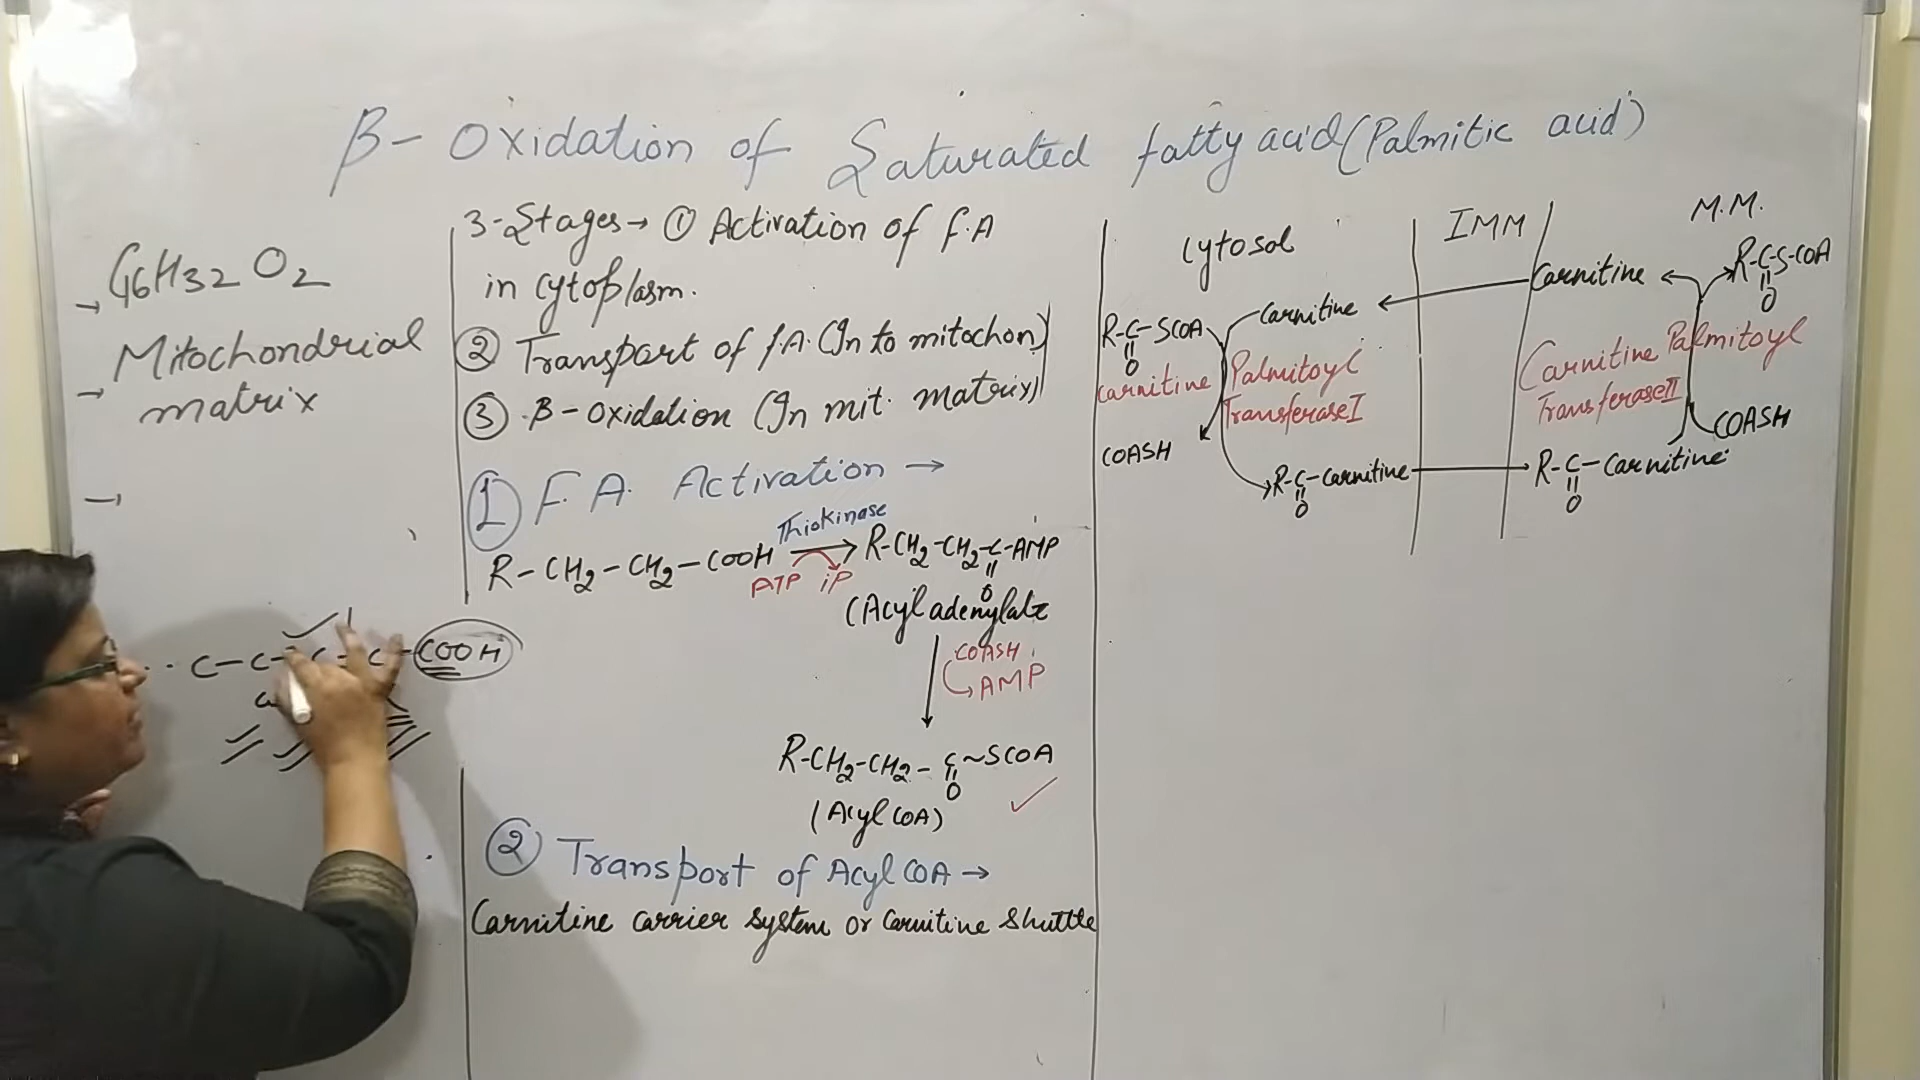 β- Oxidation of Saturated fatty acid (Palmitic acid)
→ C16H32O2
→ Mitochondrial
matrix
→
C-C-C-C-COOH
3-Stages→ ① Activation of F.A
in cytoplasm.
② Transport of f.A. (In to mitochon)
③ β-oxidation (In mit. matrix)
① F.A. Activation →
Thiokinase
R-CH2-CH2-COOH → R-CH2-CH2-C-AMP
ATP iP
O
(Acyl adenylate
COASH
AMP
R-CH2-CH2-C~SCOA
O
(Acyl COA)
② Transport of Acyl COA →
Carnitine carrier system or Carnitine Shuttle
Cytosol IMM M.M.
R-C-S-COA
O
Carnitine
Carnitine
R-C-SCOA
O
Carnitine Palmitoyl
Transferase I
Carnitine Palmitoyl
Transferase II
COASH
COASH
R-C-Carnitine
O
R-C-Carnitine
O